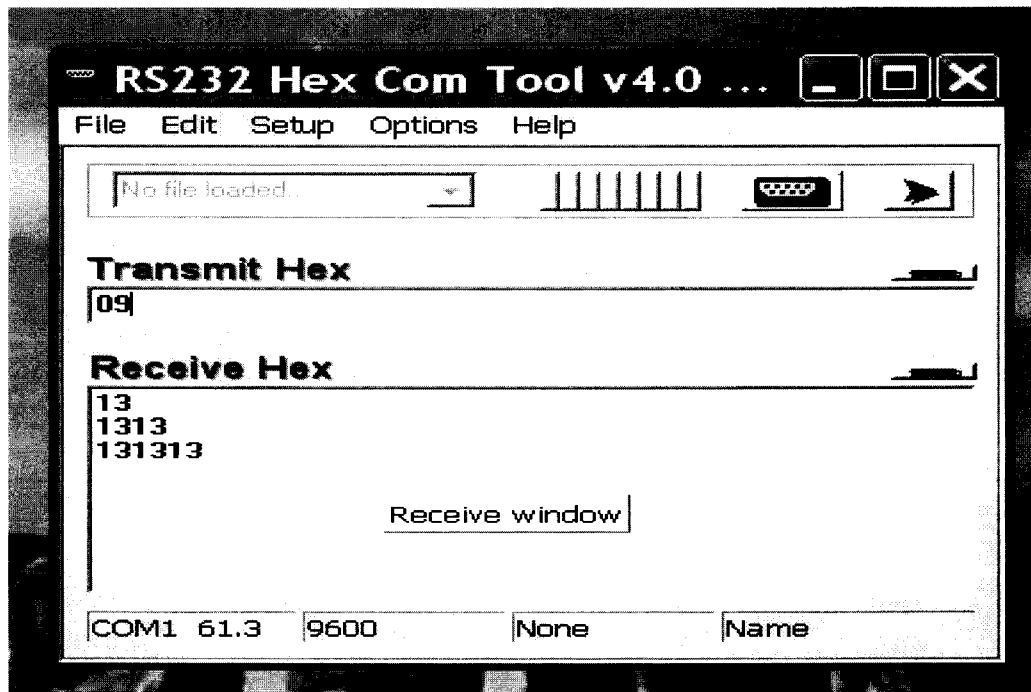 RS232 Hex Com Tool v4.0 ...
File Edit Setup Options Help
No file loaded..
Transmit Hex
09
Receive Hex
13
1313
131313
Receive window
COM1 61.3 9600 None Name